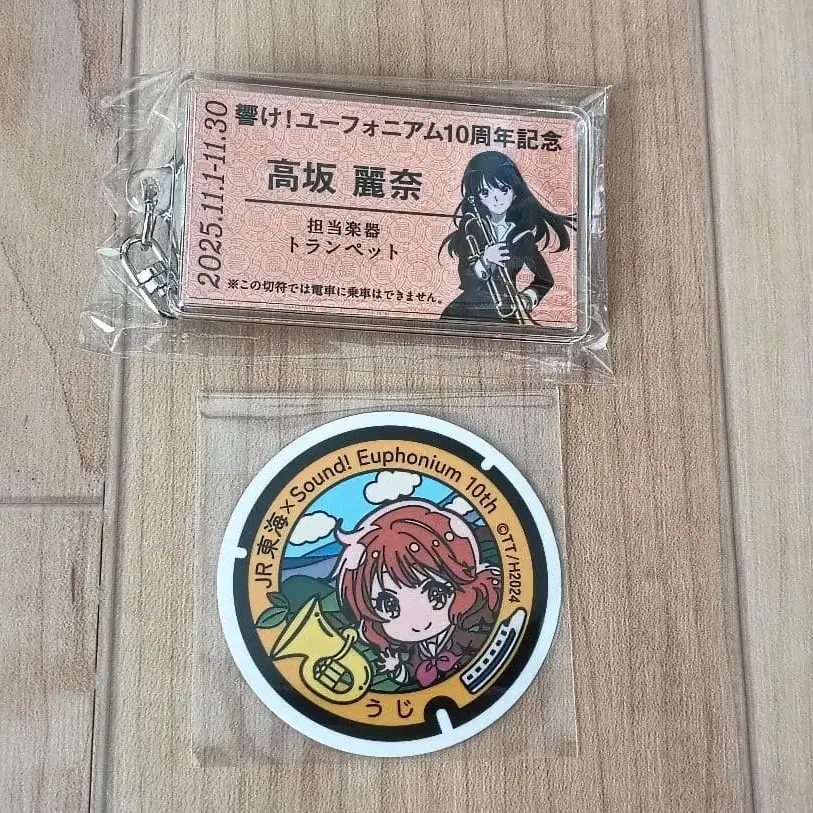 2025.11.1-11.30
響け！ユーフォニアム10周年記念
高坂 麗奈
担当楽器
トランペット
※この切符では電車に乗車はできません。
JR東海×Sound! Euphonium 10th
©TT/H2024
うじ